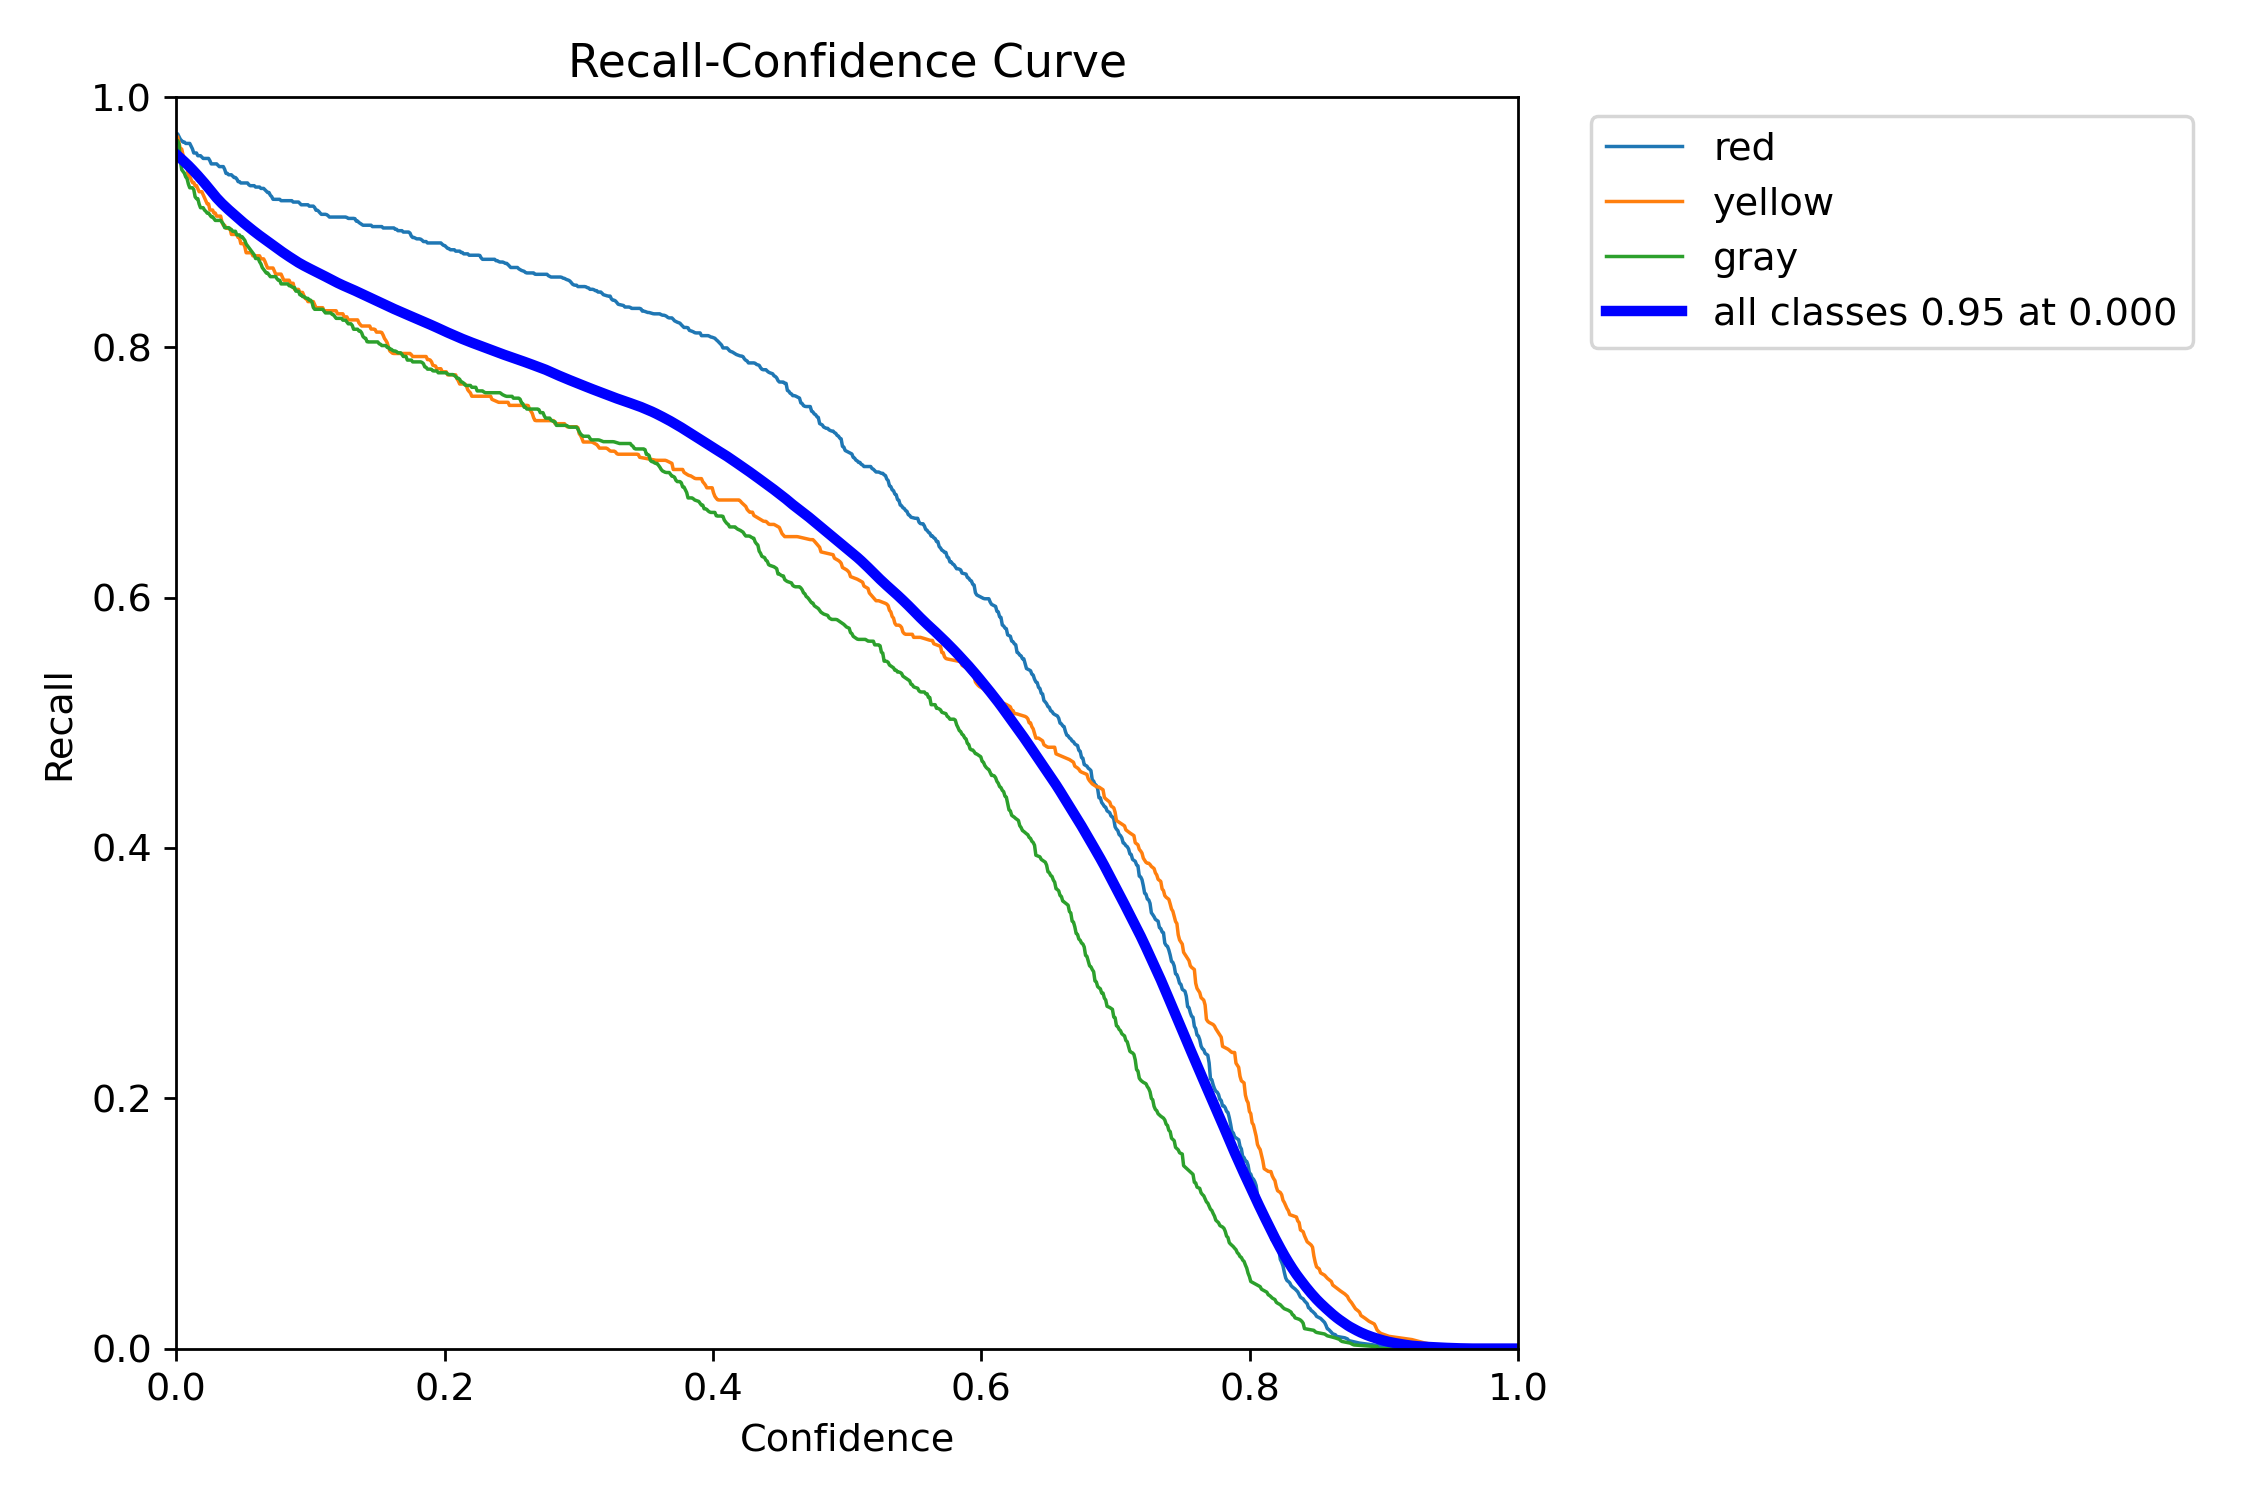 Recall-Confidence Curve
1.0
0.8
0.6
0.4
0.2
0.0
Recall
0.0 0.2 0.4 0.6 0.8 1.0
Confidence
red
yellow
gray
all classes 0.95 at 0.000